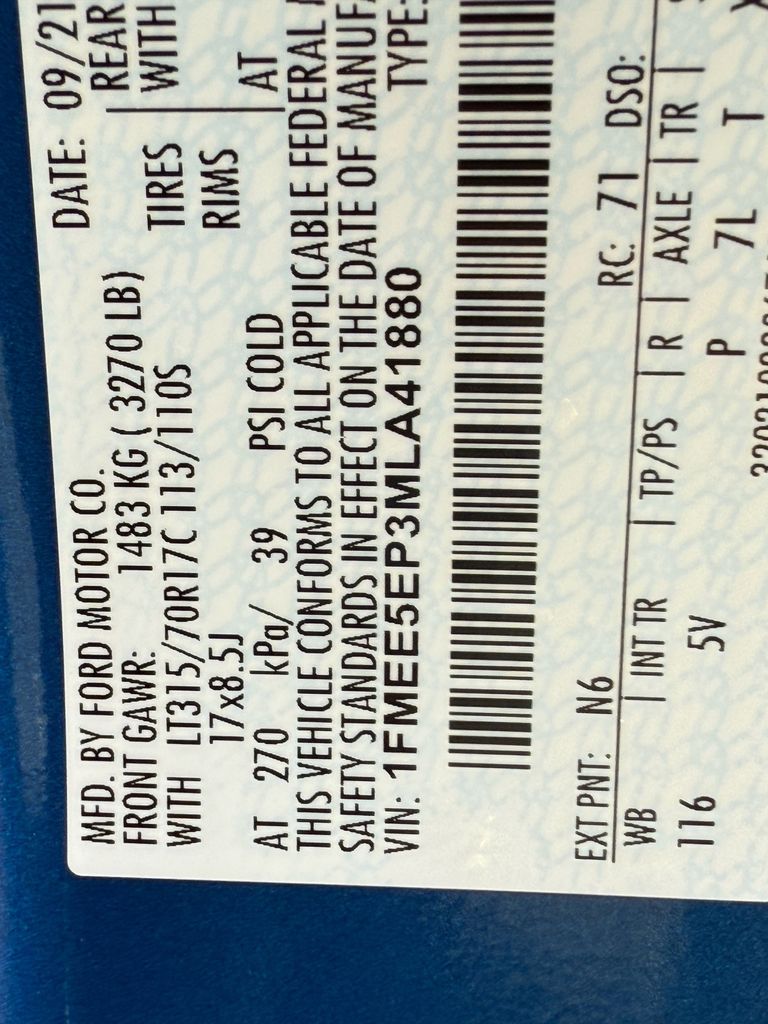 MFD. BY FORD MOTOR CO.
DATE: 09/21
FRONT GAWR: 1483 KG ( 3270 LB)
REAR
WITH LT315/70R17C 113/110S
TIRES
WITH
17x8.5J
RIMS
AT 270 kPa/ 39 PSI COLD
AT
THIS VEHICLE CONFORMS TO ALL APPLICABLE FEDERAL
SAFETY STANDARDS IN EFFECT ON THE DATE OF MANUF
VIN: 1FMEE5EP3MLA41880
TYPE:
EXT PNT: N6
RC: 71 DSO:
WB | INT TR | TP/PS | R | AXLE | TR |
116 5V P 7L T